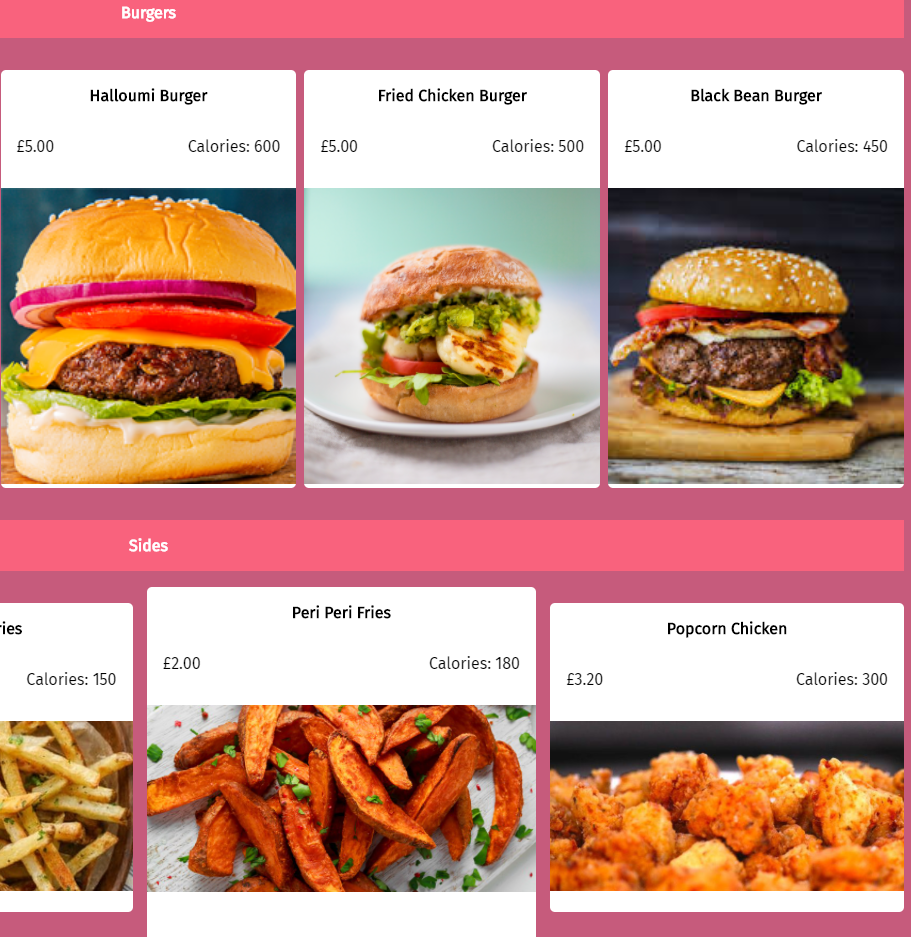 Burgers
Halloumi Burger
£5.00 Calories: 600
Fried Chicken Burger
£5.00 Calories: 500
Black Bean Burger
£5.00 Calories: 450
Sides
ries
Calories: 150
Peri Peri Fries
£2.00 Calories: 180
Popcorn Chicken
£3.20 Calories: 300